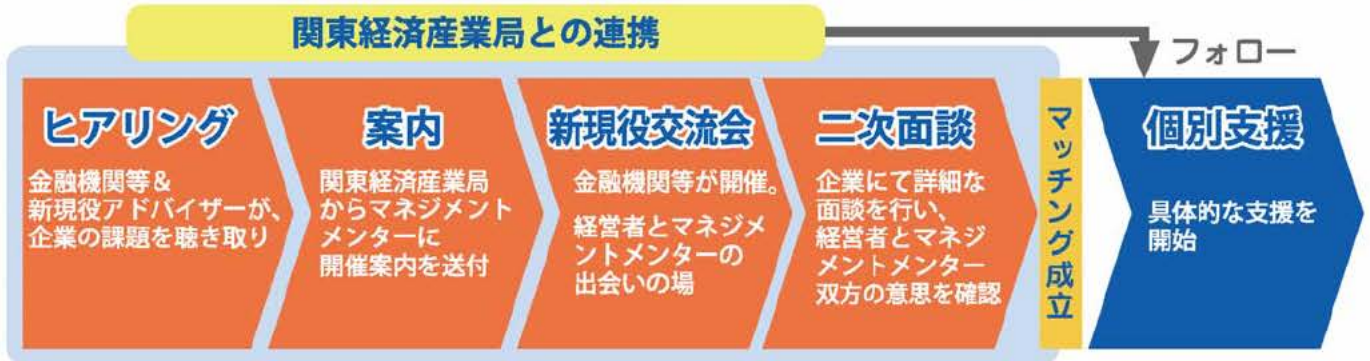 関東経済産業局との連携
フォロー
ヒアリング
金融機関等&
新現役アドバイザーが、
企業の課題を聴き取り
案内
関東経済産業局
からマネジメント
メンターに
開催案内を送付
新現役交流会
金融機関等が開催。
経営者とマネジメ
ントメンターの
出会いの場
二次面談
企業にて詳細な
面談を行い、
経営者とマネジ
メントメンター
双方の意思を確認
マッチング成立
個別支援
具体的な支援を
開始